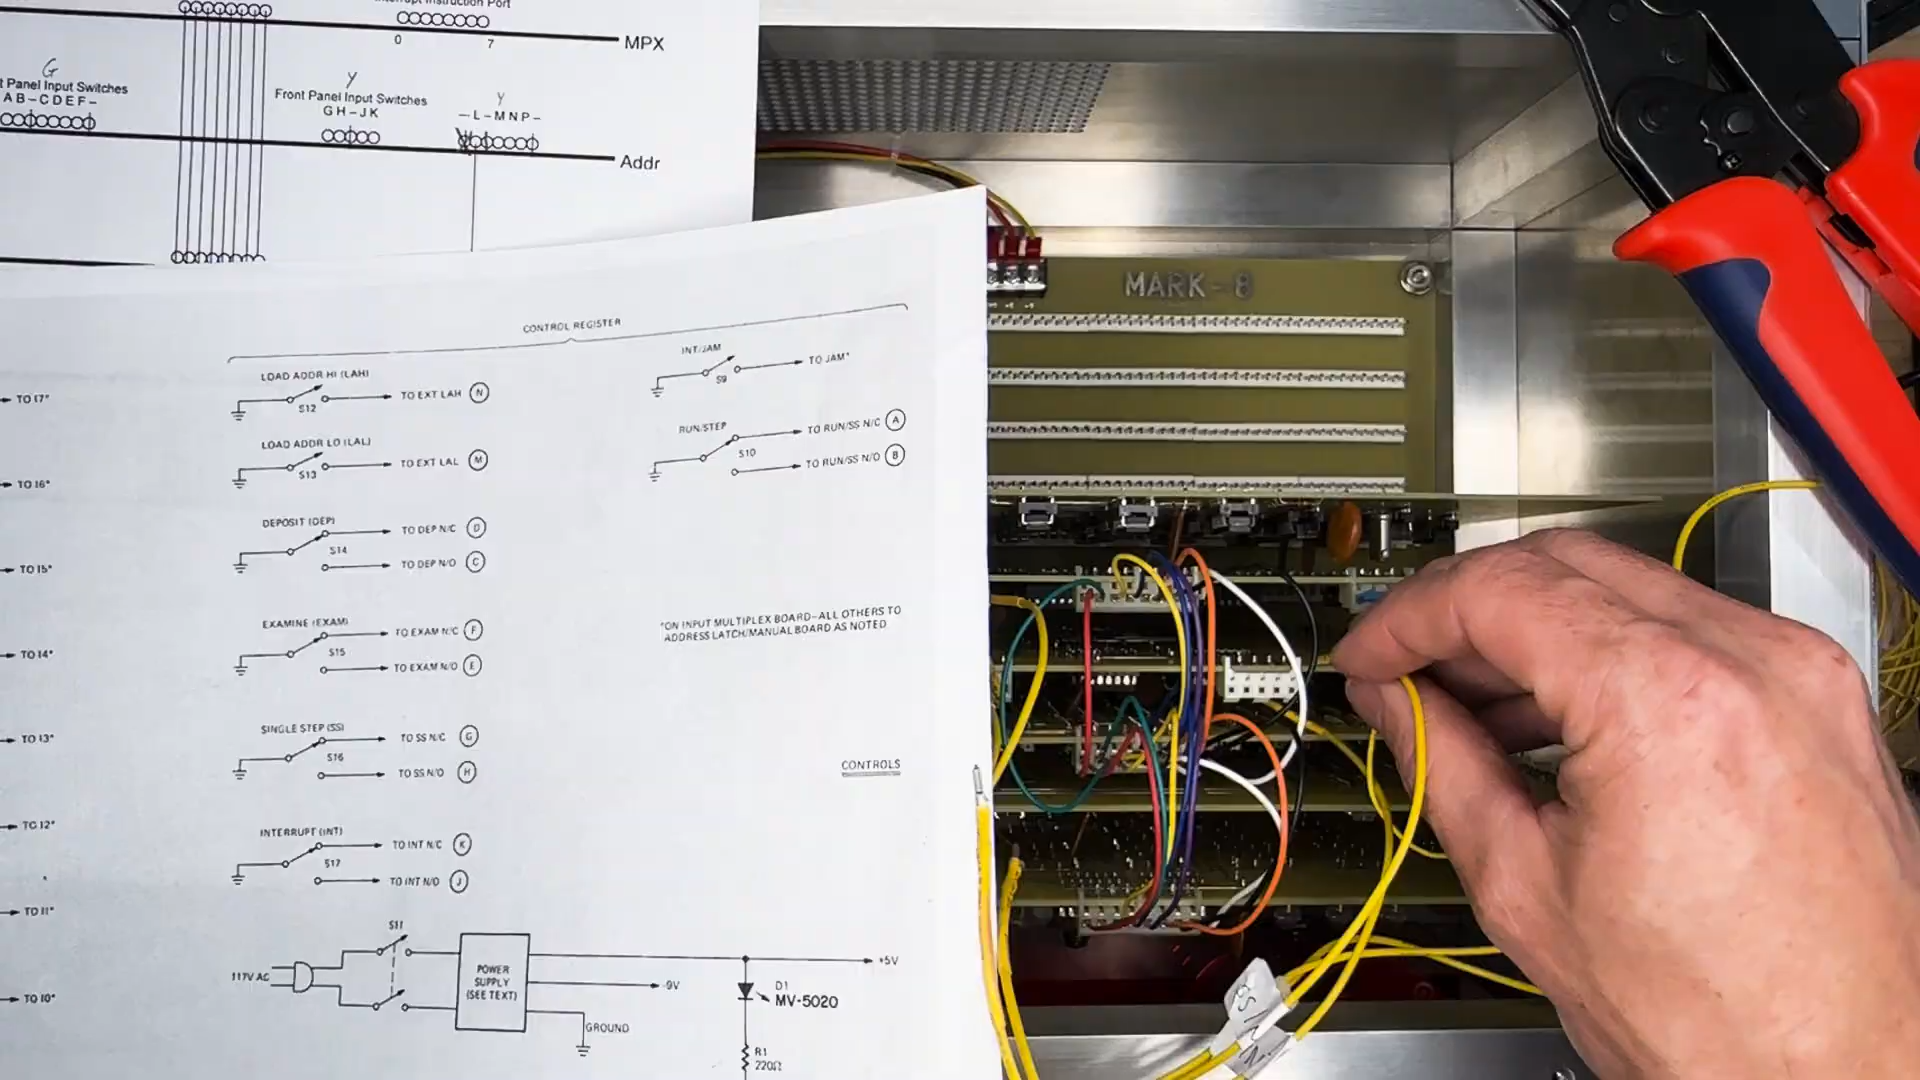 Interrupt Instruction Port
0 7
MPX
G
Y
t Panel Input Switches
AB-CDEF-
Front Panel Input Switches
GH-JK
Y
-L-MNP-
Addr
MARK-8
CONTROL REGISTER
LOAD ADDR HI (LAH)
S12
TO EXT LAH N
LOAD ADDR LO (LAL)
S13
TO EXT LAL M
DEPOSIT (DEP)
S14
TO DEP N/C D
TO DEP N/O C
EXAMINE (EXAM)
S15
TO EXAM N/C F
TO EXAM N/O E
SINGLE STEP (SS)
S16
TO SS N/C G
TO SS N/O H
INTERRUPT (INT)
S17
TO INT N/C K
TO INT N/O J
INT/JAM
S9
TO JAM*
RUN/STEP
S10
TO RUN/SS N/C A
TO RUN/SS N/O B
*ON INPUT MULTIPLEX BOARD-ALL OTHERS TO
ADDRESS LATCH/MANUAL BOARD AS NOTED
CONTROLS
TO 17*
TO 16*
TO 15*
TO 14*
TO 13*
TO 12*
TO 11*
TO 10*
S11
117V AC
POWER
SUPPLY
(SEE TEXT)
+5V
-9V
GROUND
D1
MV-5020
R1
220Ω